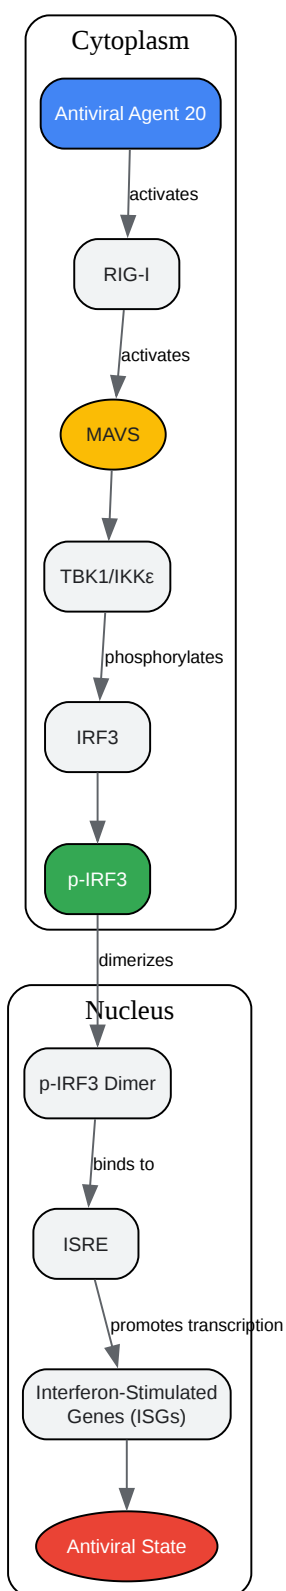 Cytoplasm
Antiviral Agent 20
activates
RIG-I
activates
MAVS
TBK1/IKKε
phosphorylates
IRF3
p-IRF3
dimerizes
Nucleus
p-IRF3 Dimer
binds to
ISRE
promotes transcription
Interferon-Stimulated
Genes (ISGs)
Antiviral State